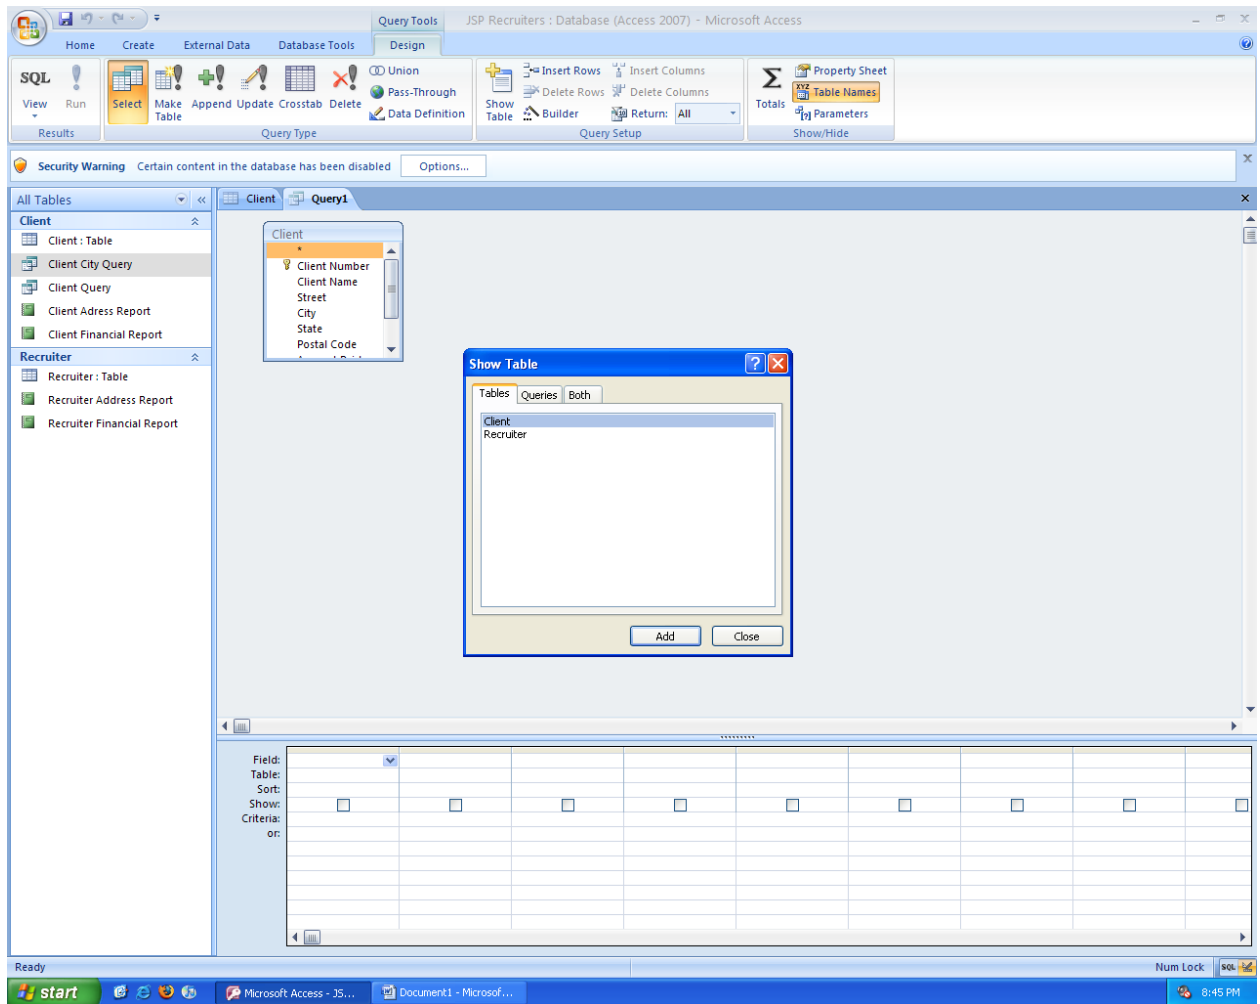 Query Tools JSP Recruiters : Database (Access 2007) - Microsoft Access
Home Create External Data Database Tools Design
SQL View
Run
Results
Select
Make Table
Append
Update
Crosstab
Delete
Union
Pass-Through
Data Definition
Query Type
Show Table
Insert Rows
Delete Rows
Builder
Insert Columns
Delete Columns
Return: All
Query Setup
Σ Totals
Property Sheet
XYZ Table Names
[?] Parameters
Show/Hide
Security Warning Certain content in the database has been disabled Options...
All Tables
Client
Client : Table
Client City Query
Client Query
Client Adress Report
Client Financial Report
Recruiter
Recruiter : Table
Recruiter Address Report
Recruiter Financial Report
Client Query1
Client
*
Client Number
Client Name
Street
City
State
Postal Code
Show Table
Tables Queries Both
Client
Recruiter
Add Close
Field:
Table:
Sort:
Show:
Criteria:
or:
Ready Num Lock SQL
start Microsoft Access - JS... Document1 - Microsof... 8:45 PM